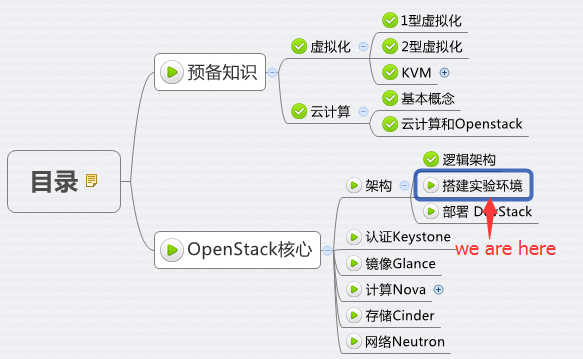 目录
预备知识
虚拟化
1型虚拟化
2型虚拟化
KVM
云计算
基本概念
云计算和Openstack
OpenStack核心
架构
逻辑架构
搭建实验环境
部署 DevStack
we are here
认证Keystone
镜像Glance
计算Nova
存储Cinder
网络Neutron